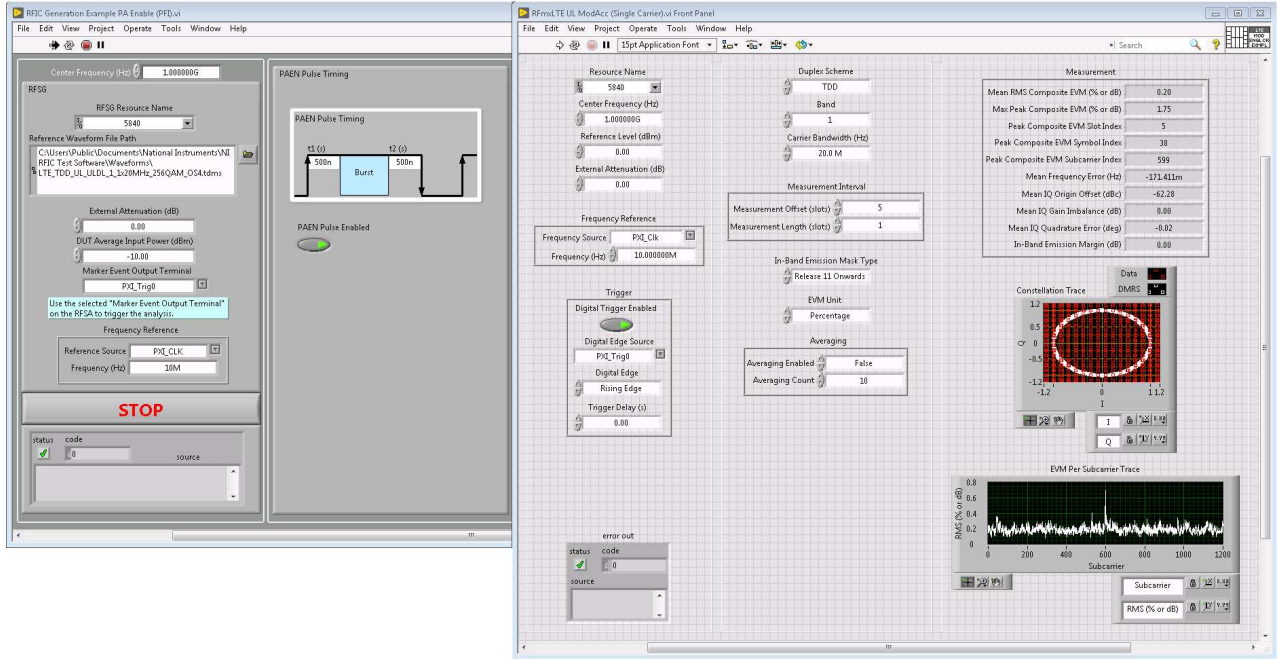 RFIC Generation Example PA Enable (PFI).vi
File Edit View Project Operate Tools Window Help
Center Frequency (Hz) 1.000000G
RFSG
RFSG Resource Name
5840
Reference Waveform File Path
C:\Users\Public\Documents\National Instruments\NI
RFIC Test Software\Waveforms\
LTE_TDD_UL_ULDL_1_1x20MHz_256QAM_OS4.tdms
External Attenuation (dB)
0.00
DUT Average Input Power (dBm)
-10.00
Marker Event Output Terminal
PXI_Trig0
Use the selected "Marker Event Output Terminal"
on the RFSA to trigger the analysis.
Frequency Reference
Reference Source PXI_CLK
Frequency (Hz) 10M
STOP
status code
0
source
PAEN Pulse Timing
PAEN Pulse Timing
t1 (s) t2 (s)
500n 500n
Burst
PAEN Pulse Enabled
RFmxLTE UL ModAcc (Single Carrier).vi Front Panel
File Edit View Project Operate Tools Window Help
15pt Application Font
Search
LTE
MOD
SNGL CR
Resource Name
5840
Center Frequency (Hz)
1.000000G
Reference Level (dBm)
0.00
External Attenuation (dB)
0.00
Frequency Reference
Frequency Source PXI_Clk
Frequency (Hz) 10.000000M
Trigger
Digital Trigger Enabled
Digital Edge Source
PXI_Trig0
Digital Edge
Rising Edge
Trigger Delay (s)
0.00
error out
status code
0
source
Duplex Scheme
TDD
Band
1
Carrier Bandwidth (Hz)
20.0 M
Measurement Interval
Measurement Offset (slots) 5
Measurement Length (slots) 1
In-Band Emission Mask Type
Release 11 Onwards
EVM Unit
Percentage
Averaging
Averaging Enabled False
Averaging Count 10
Measurement
Mean RMS Composite EVM (% or dB) 0.20
Max Peak Composite EVM (% or dB) 1.75
Peak Composite EVM Slot Index 5
Peak Composite EVM Symbol Index 38
Peak Composite EVM Subcarrier Index 599
Mean Frequency Error (Hz) -171.411m
Mean IQ Origin Offset (dBc) -62.28
Mean IQ Gain Imbalance (dB) 0.00
Mean IQ Quadrature Error (deg) -0.02
In-Band Emission Margin (dB) 0.00
Data
DMRS
Constellation Trace
1.2
0.5
0
-0.5
-1.2
Q
-1.2 0 1 1.2
I
I
Q
EVM Per Subcarrier Trace
0.8
0.6
0.4
0.2
0
RMS (% or dB)
0 200 400 600 800 1000 1200
Subcarrier
Subcarrier
RMS (% or dB)